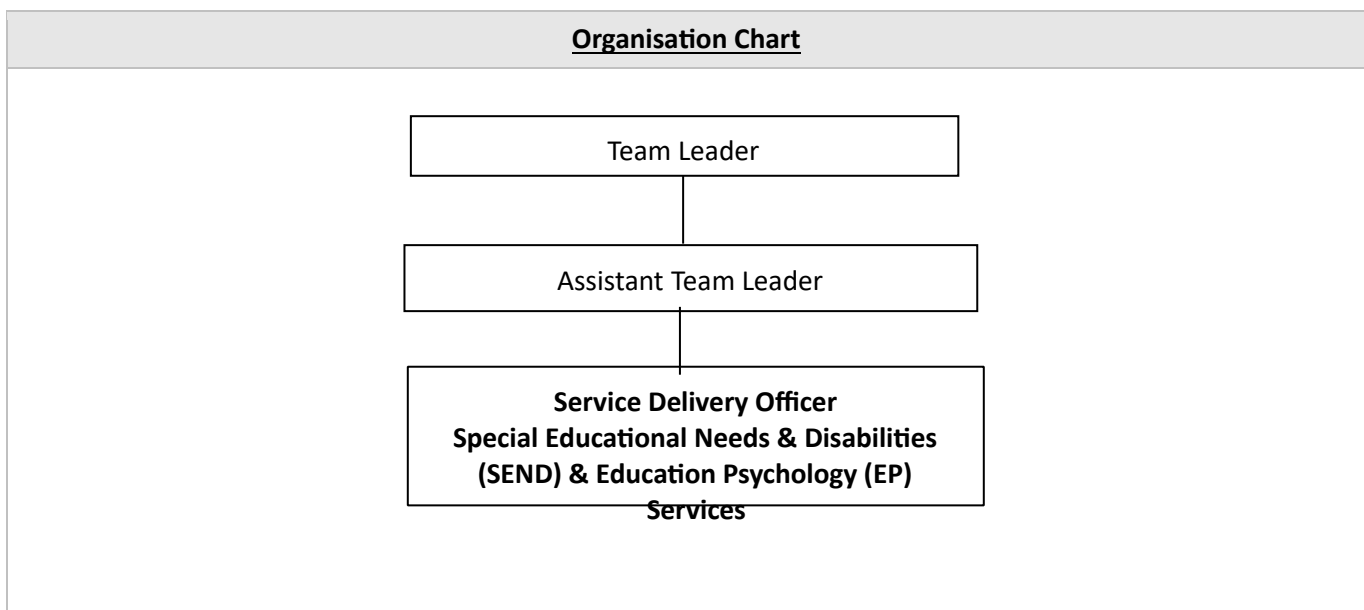 Organisation Chart
Team Leader
Assistant Team Leader
Service Delivery Officer
Special Educational Needs & Disabilities
(SEND) & Education Psychology (EP)
Services